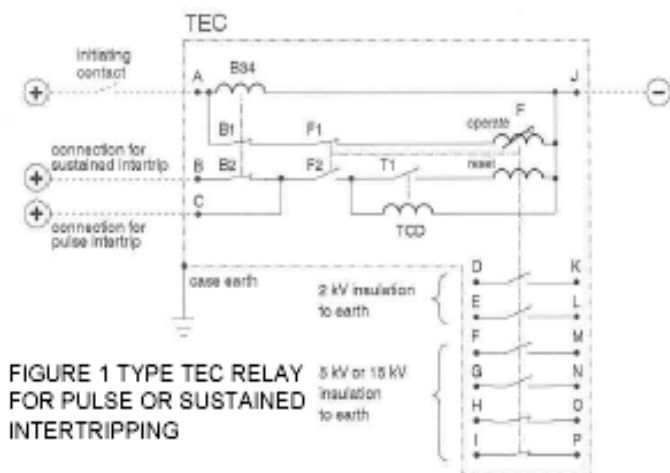 TEC
initiating
contact
A
B34
J
F
B1
F1
operate
connection for
sustained intertrip
B
B2
F2
T1
reset
C
connection for
pulse intertrip
TCD
case earth
D
K
2 kV insulation
to earth
E
L
F
M
G
N
5 kV or 15 kV
insulation
to earth
H
O
I
P
FIGURE 1 TYPE TEC RELAY
FOR PULSE OR SUSTAINED
INTERTRIPPING